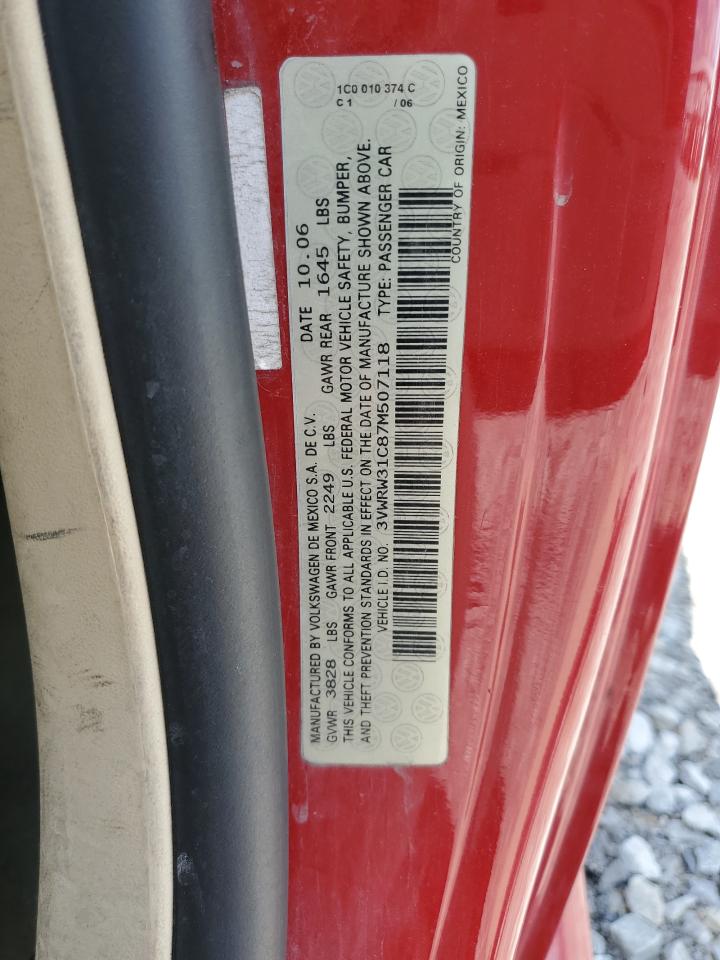 1C0 010 374 C
C 1 / 06
MANUFACTURED BY VOLKSWAGEN DE MEXICO S.A. DE C.V. DATE 10.06
GVWR 3828 LBS GAWR FRONT 2249 LBS GAWR REAR 1645 LBS
THIS VEHICLE CONFORMS TO ALL APPLICABLE U.S. FEDERAL MOTOR VEHICLE SAFETY, BUMPER,
AND THEFT PREVENTION STANDARDS IN EFFECT ON THE DATE OF MANUFACTURE SHOWN ABOVE.
VEHICLE I.D. NO. 3VWRW31C87M507118 TYPE: PASSENGER CAR
COUNTRY OF ORIGIN: MEXICO